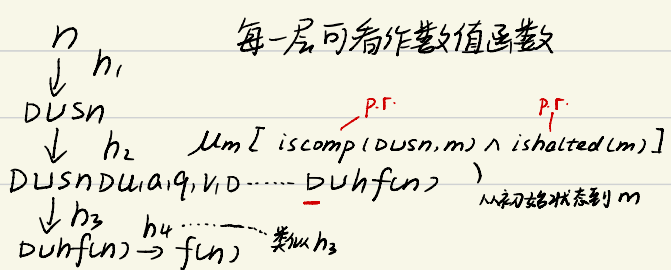 n
每一层可看作数值函数
↓ h₁
p.r. p.r.
DUSn
↓ h₂ μm[iscomp(DUSn,m) ∧ ishalted(m)]
DUSnDu,a,q,v,D……DUhf(n) )
从初始状态到m
↓ h₃
DUhf(n) → h₄ f(n) …… 类似h₃